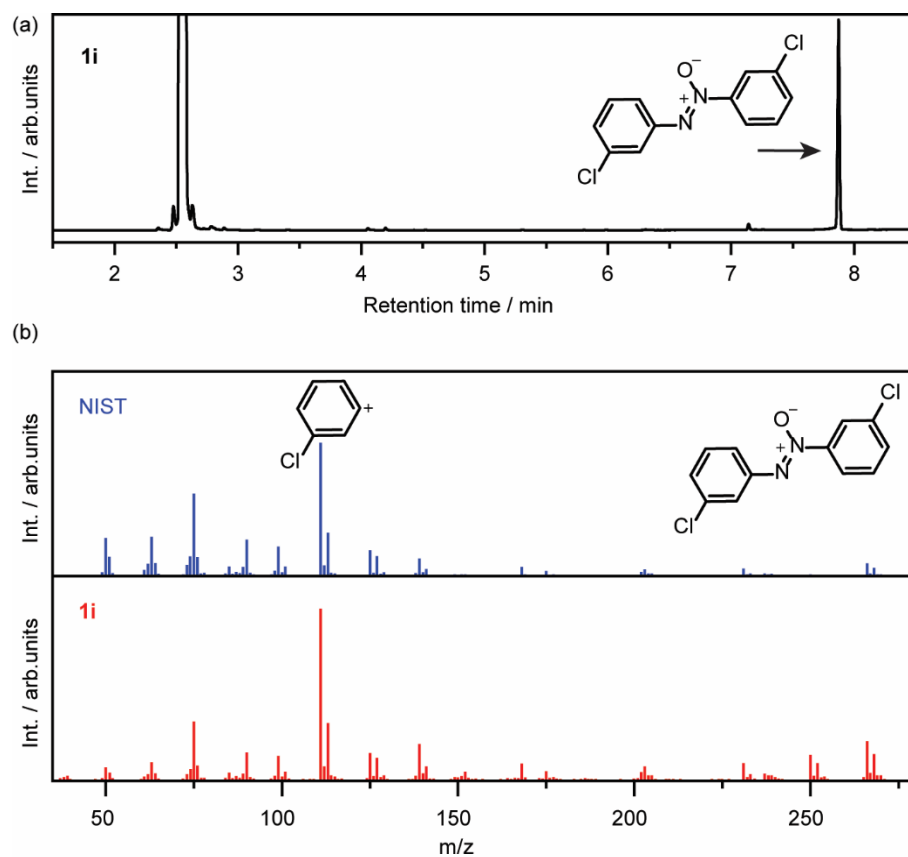 (a)
1i
Int. / arb.units
Cl
O−
N
+
N
Cl
2 3 4 5 6 7 8
Retention time / min
(b)
NIST
Int. / arb.units
+
Cl
Cl
O−
N
+
N
Cl
1i
Int. / arb.units
50 100 150 200 250
m/z